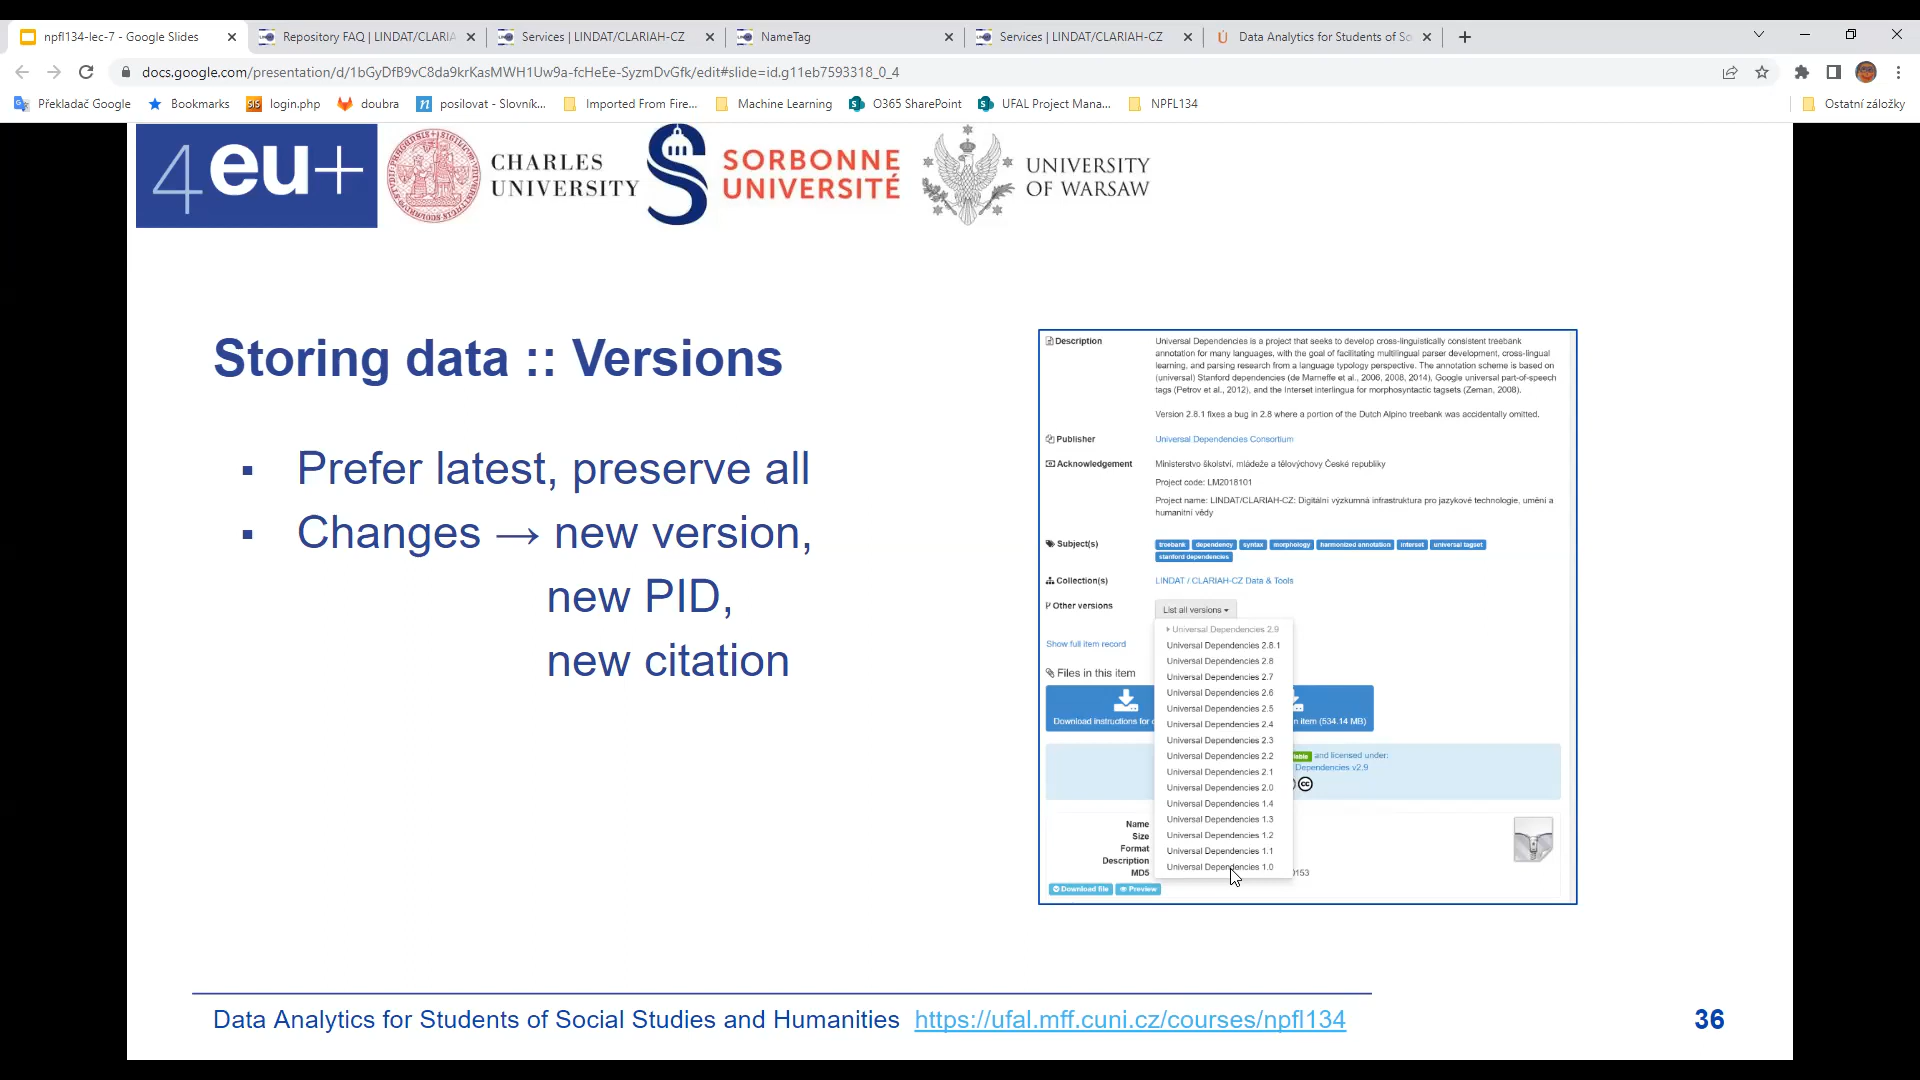 npfl134-lec-7 - Google Slides
Repository FAQ | LINDAT/CLARIA
Services | LINDAT/CLARIAH-CZ
NameTag
Services | LINDAT/CLARIAH-CZ
Data Analytics for Students of So
docs.google.com/presentation/d/1bGyDfB9vC8da9krKasMWH1Uw9a-fcHeEe-SyzmDvGfk/edit#slide=id.g11eb7593318_0_4
Překladač Google
Bookmarks
login.php
doubra
posilovat - Slovník...
Imported From Fire...
Machine Learning
O365 SharePoint
UFAL Project Mana...
NPFL134
Ostatní záložky
4eu+
CHARLES
UNIVERSITY
SORBONNE
UNIVERSITÉ
UNIVERSITY
OF WARSAW
Storing data :: Versions
▪ Prefer latest, preserve all
▪ Changes → new version,
new PID,
new citation
Description
Universal Dependencies is a project that seeks to develop cross-linguistically consistent treebank
annotation for many languages, with the goal of facilitating multilingual parser development, cross-lingual
learning, and parsing research from a language typology perspective. The annotation scheme is based on
(universal) Stanford dependencies (de Marneffe et al., 2006, 2008, 2014), Google universal part-of-speech
tags (Petrov et al., 2012), and the Interset interlingua for morphosyntactic tagsets (Zeman, 2008).
Version 2.8.1 fixes a bug in 2.8 where a portion of the Dutch Alpino treebank was accidentally omitted.
Publisher
Universal Dependencies Consortium
Acknowledgement
Ministerstvo školství, mládeže a tělovýchovy České republiky
Project code: LM2018101
Project name: LINDAT/CLARIAH-CZ: Digitální výzkumná infrastruktura pro jazykové technologie, umění a
humanitní vědy
Subject(s)
treebank dependency syntax morphology harmonized annotation interset universal tagset
stanford dependencies
Collection(s)
LINDAT / CLARIAH-CZ Data & Tools
Other versions
List all versions
Universal Dependencies 2.9
Universal Dependencies 2.8.1
Universal Dependencies 2.8
Universal Dependencies 2.7
Universal Dependencies 2.6
Universal Dependencies 2.5
Universal Dependencies 2.4
Universal Dependencies 2.3
Universal Dependencies 2.2
Universal Dependencies 2.1
Universal Dependencies 2.0
Universal Dependencies 1.4
Universal Dependencies 1.3
Universal Dependencies 1.2
Universal Dependencies 1.1
Universal Dependencies 1.0
Show full item record
Files in this item
Download instructions for
item (534.14 MB)
and licensed under:
Dependencies v2.9
Name
Size
Format
Description
MD5
0153
Download file
Preview
Data Analytics for Students of Social Studies and Humanities https://ufal.mff.cuni.cz/courses/npfl134
36